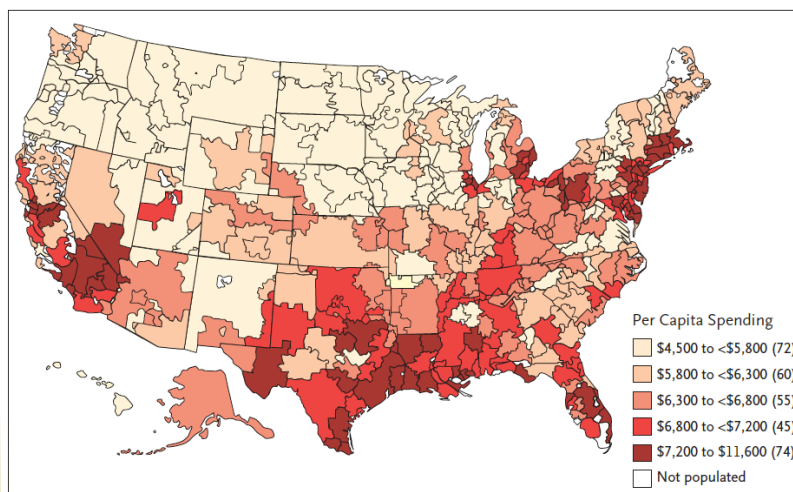 Per Capita Spending
$4,500 to <$5,800 (72)
$5,800 to <$6,300 (60)
$6,300 to <$6,800 (55)
$6,800 to <$7,200 (45)
$7,200 to $11,600 (74)
Not populated